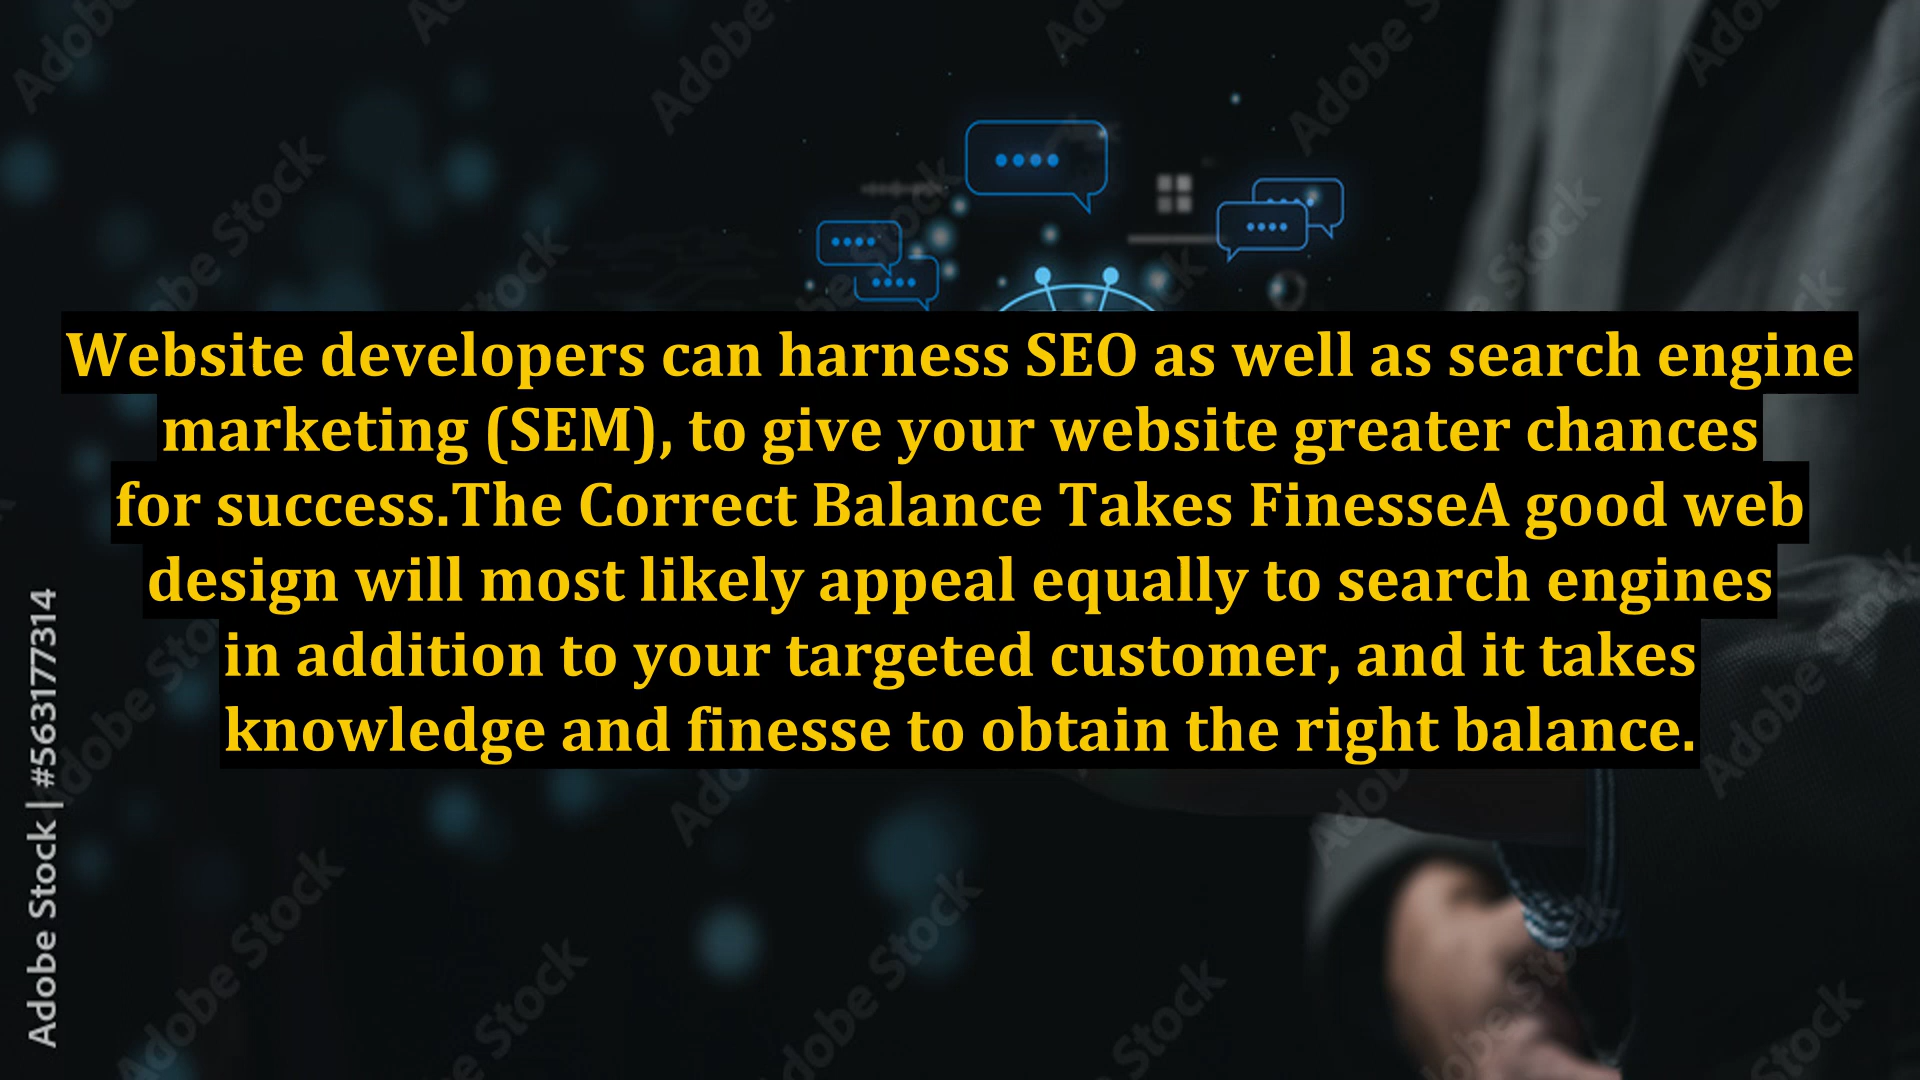 Website developers can harness SEO as well as search engine
marketing (SEM), to give your website greater chances
for success.The Correct Balance Takes FinesseA good web
design will most likely appeal equally to search engines
in addition to your targeted customer, and it takes
knowledge and finesse to obtain the right balance.
Adobe Stock | #563177314
Adobe Stock